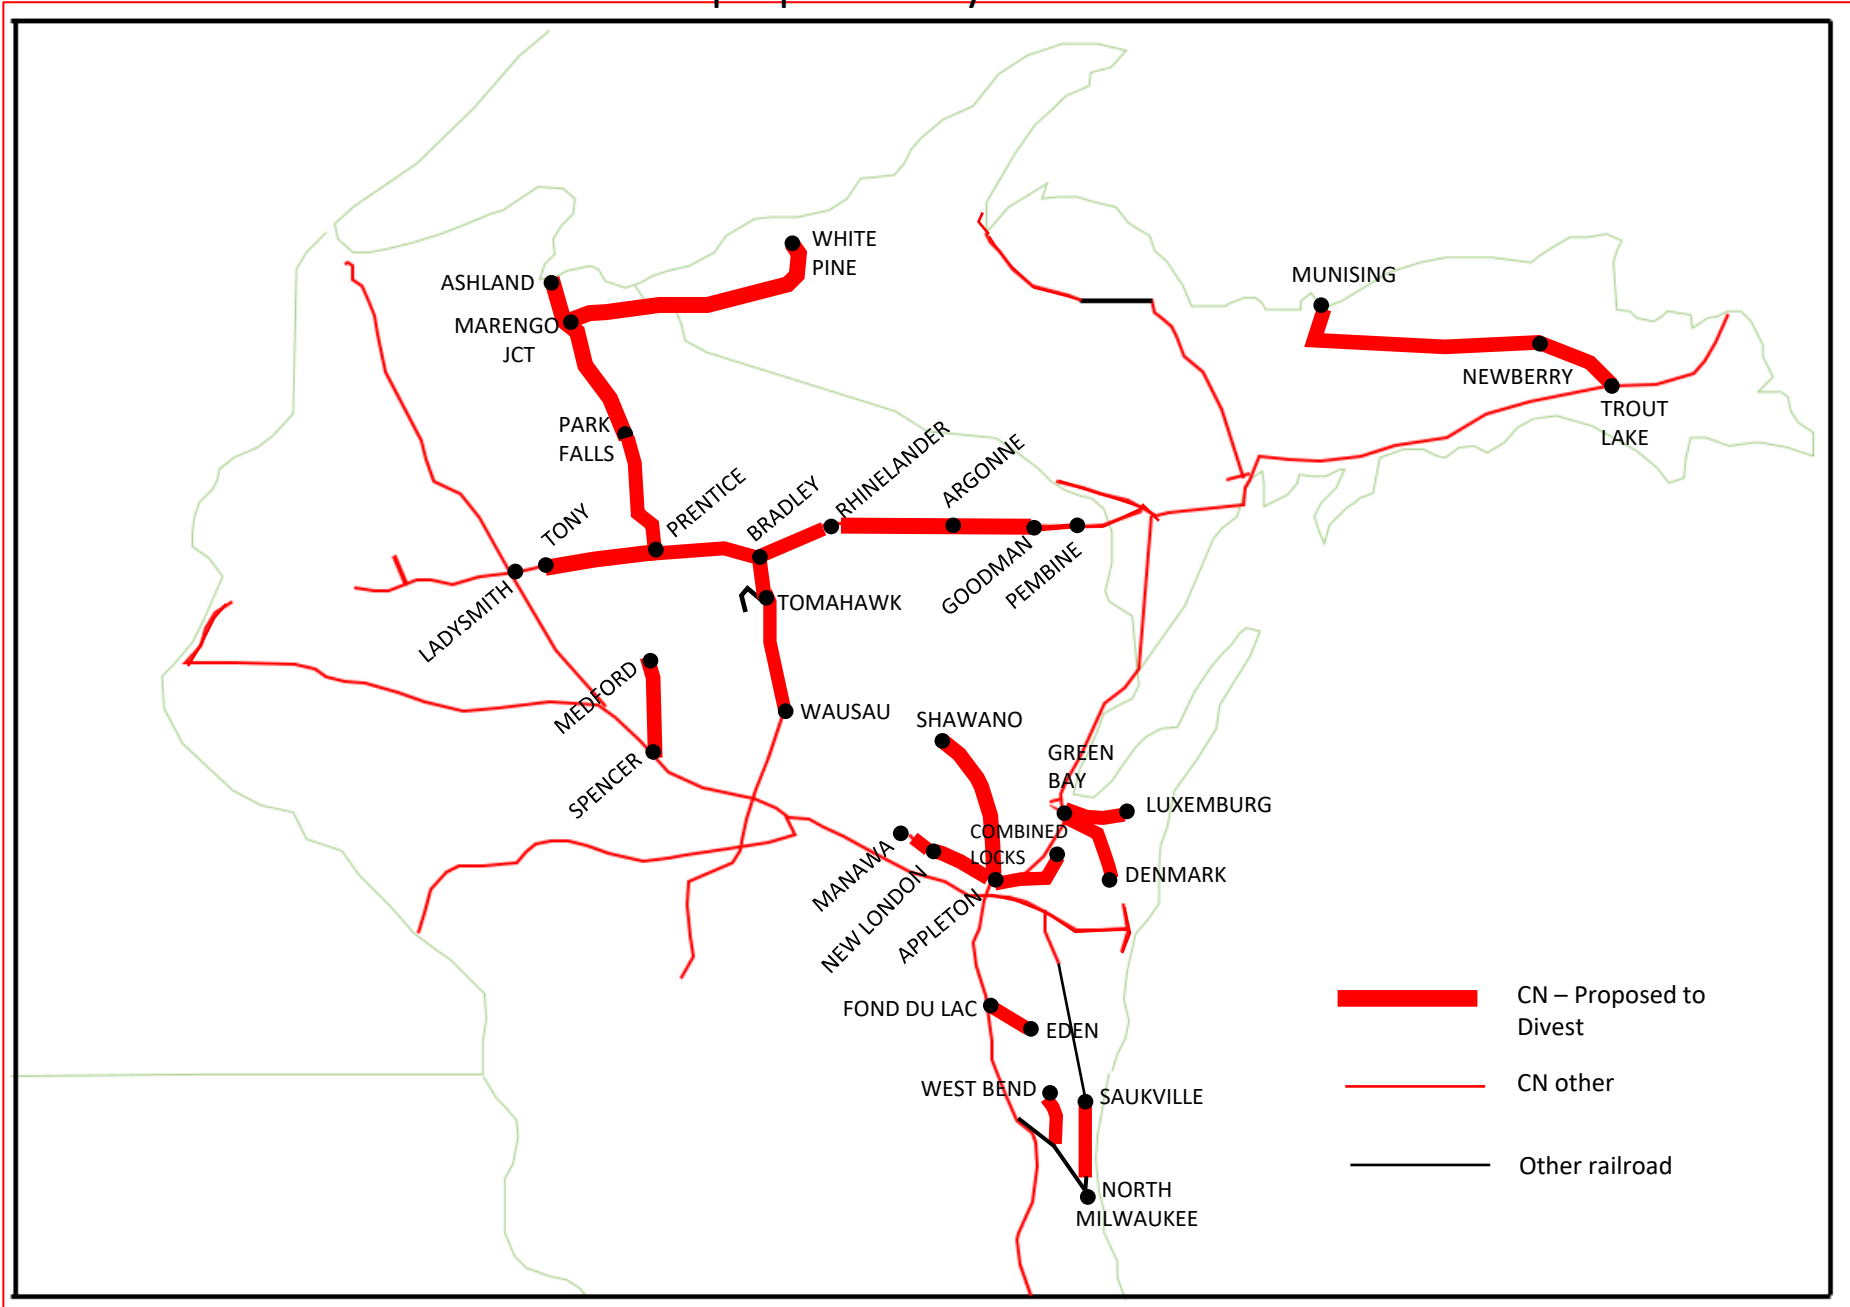 WHITE
PINE
ASHLAND
MUNISING
MARENGO
JCT
NEWBERRY
TROUT
LAKE
PARK
FALLS
RHINELANDER
ARGONNE
PRENTICE
BRADLEY
TONY
GOODMAN
PEMBINE
LADYSMITH
TOMAHAWK
MEDFORD
WAUSAU
SHAWANO
GREEN
BAY
SPENCER
LUXEMBURG
COMBINED
LOCKS
MANAWA
NEW LONDON
APPLETON
DENMARK
FOND DU LAC
EDEN
WEST BEND
SAUKVILLE
NORTH
MILWAUKEE
CN – Proposed to
Divest
CN other
Other railroad